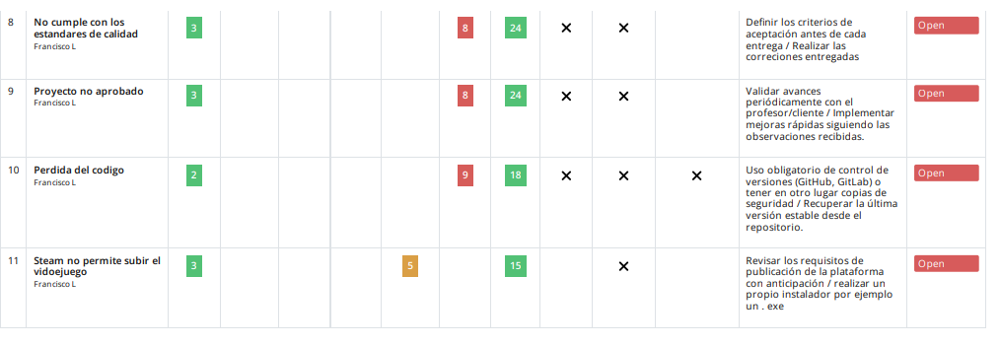 8
No cumple con los
estandares de calidad
Francisco L
3
8
24
Definir los criterios de
aceptación antes de cada
entrega / Realizar las
correciones entregadas
Open
9
Proyecto no aprobado
Francisco L
3
8
24
Validar avances
periódicamente con el
profesor/cliente / Implementar
mejoras rápidas siguiendo las
observaciones recibidas.
Open
10
Perdida del codigo
Francisco L
2
9
18
Uso obligatorio de control de
versiones (GitHub, GitLab) o
tener en otro lugar copias de
seguridad / Recuperar la última
versión estable desde el
repositorio.
Open
11
Steam no permite subir el
vidoejuego
Francisco L
3
5
15
Revisar los requisitos de
publicación de la plataforma
con anticipación / realizar un
propio instalador por ejemplo
un . exe
Open